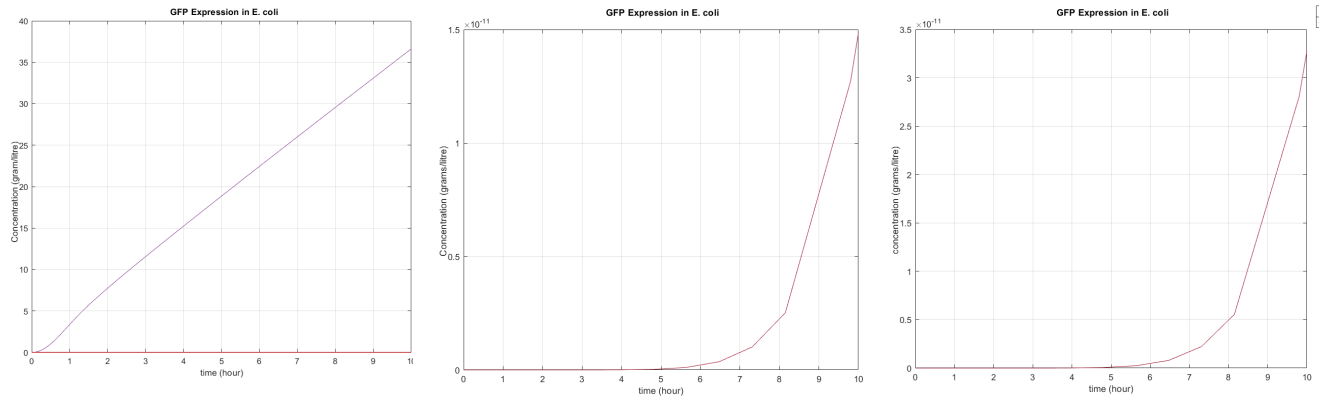 GFP Expression in E. coli
Concentration (gram/litre)
40
35
30
25
20
15
10
5
0
0 1 2 3 4 5 6 7 8 9 10
time (hour)
GFP Expression in E. coli
×10⁻¹¹
Concentration (grams/litre)
1.5
1
0.5
0
0 1 2 3 4 5 6 7 8 9 10
time (hour)
GFP Expression in E. coli
×10⁻¹¹
concentration (grams/litre)
3.5
3
2.5
2
1.5
1
0.5
0
0 1 2 3 4 5 6 7 8 9 10
time (hour)